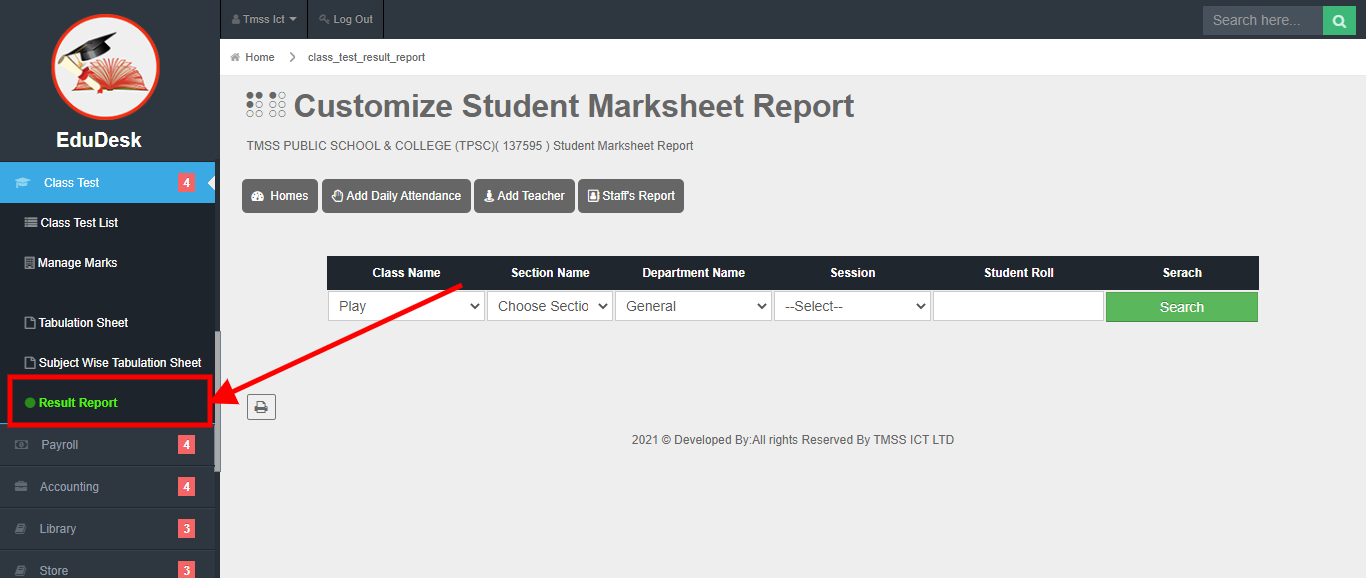 Tmss Ict
Log Out
Search here...
EduDesk
Home
class_test_result_report
Customize Student Marksheet Report
TMSS PUBLIC SCHOOL & COLLEGE (TPSC)( 137595 ) Student Marksheet Report
Class Test 4
Class Test List
Manage Marks
Tabulation Sheet
Subject Wise Tabulation Sheet
Result Report
Payroll 4
Accounting 4
Library 3
Store 3
Homes
Add Daily Attendance
Add Teacher
Staff's Report
Class Name Section Name Department Name Session Student Roll Serach
Play Choose Sectio General --Select-- Search
2021 © Developed By:All rights Reserved By TMSS ICT LTD